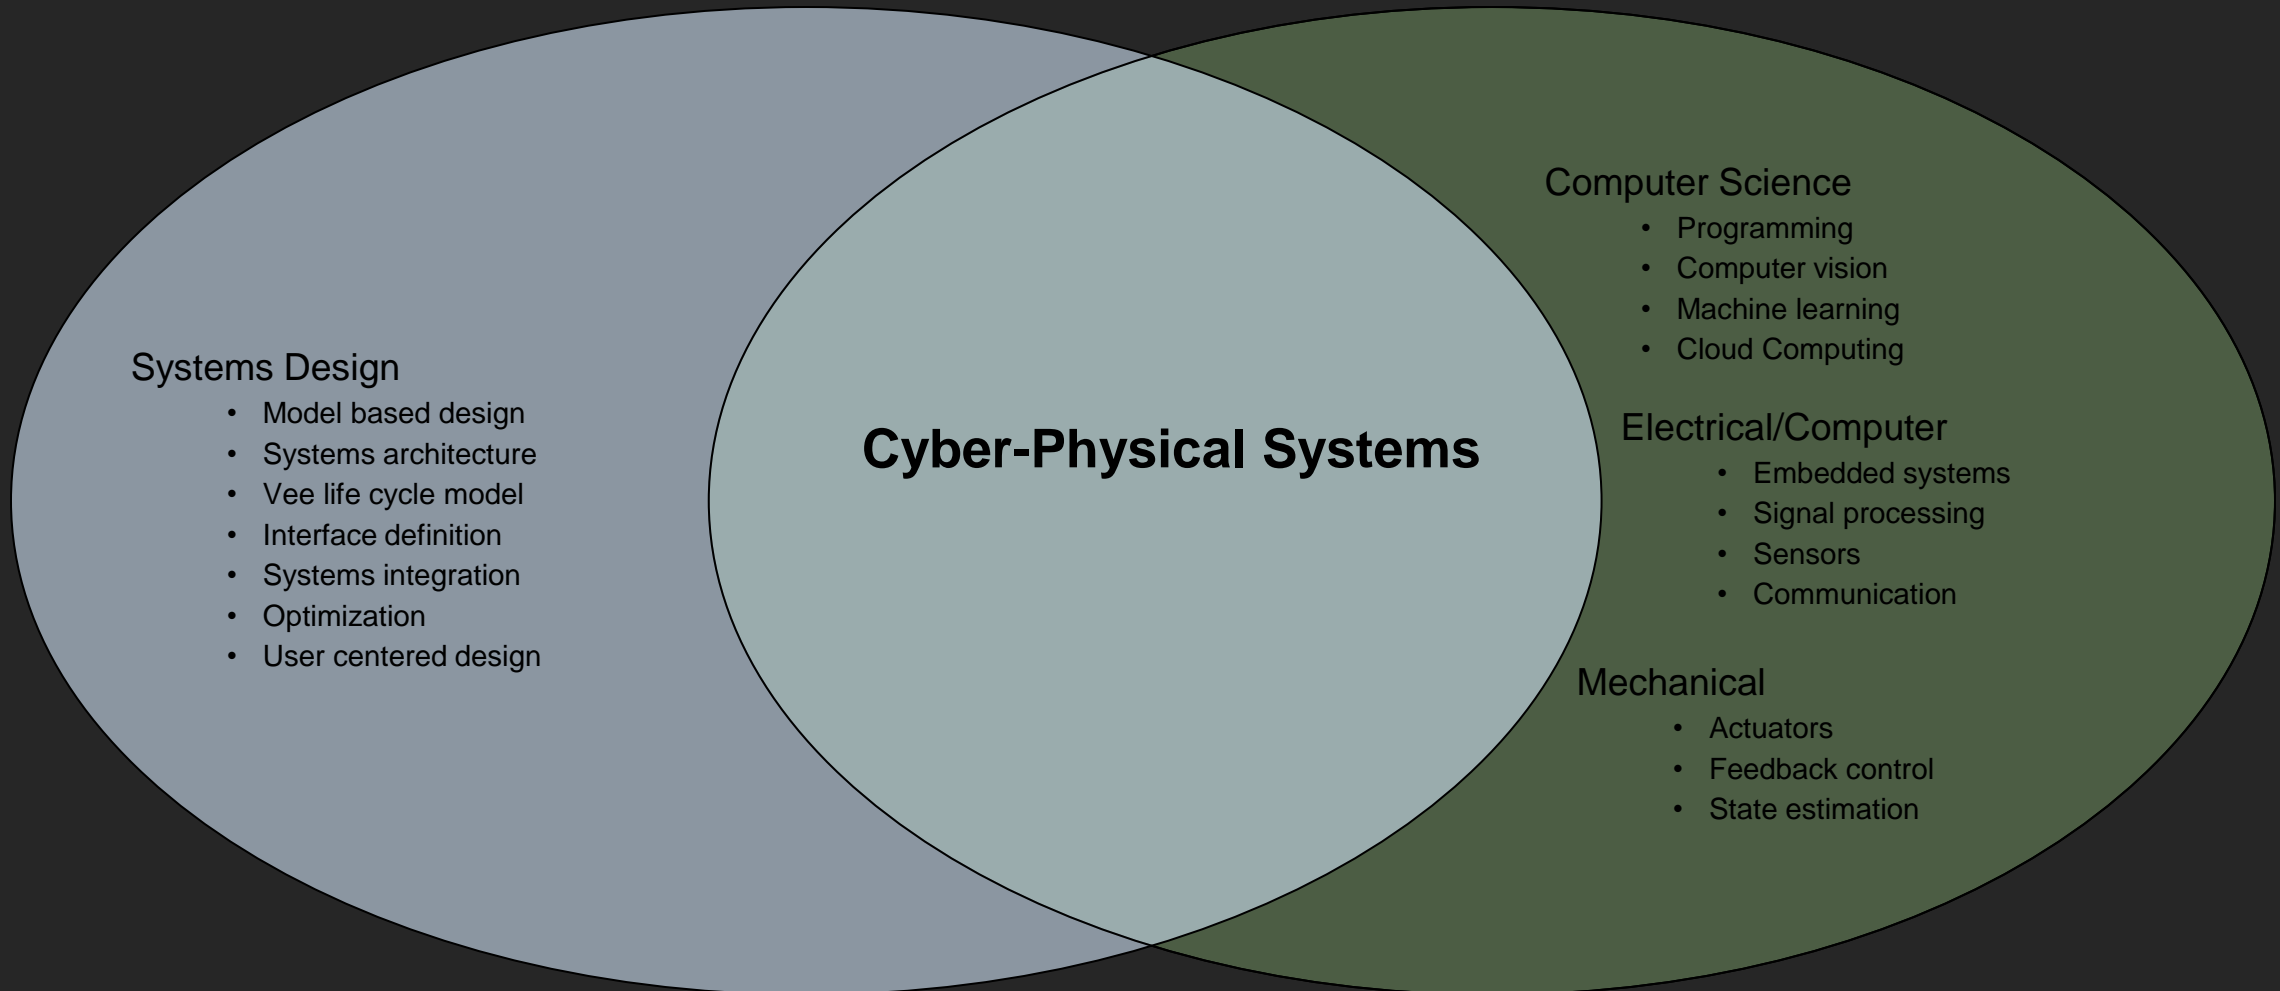 Systems Design
• Model based design
• Systems architecture
• Vee life cycle model
• Interface definition
• Systems integration
• Optimization
• User centered design
Cyber-Physical Systems
Computer Science
• Programming
• Computer vision
• Machine learning
• Cloud Computing
Electrical/Computer
• Embedded systems
• Signal processing
• Sensors
• Communication
Mechanical
• Actuators
• Feedback control
• State estimation